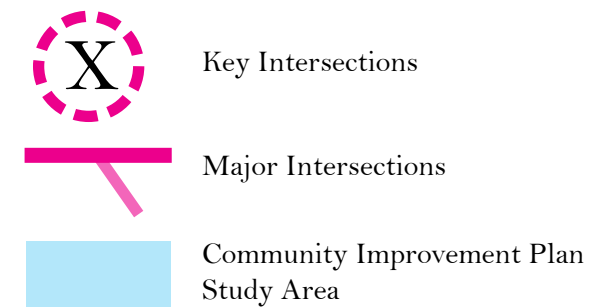 X
Key Intersections
Major Intersections
Community Improvement Plan
Study Area